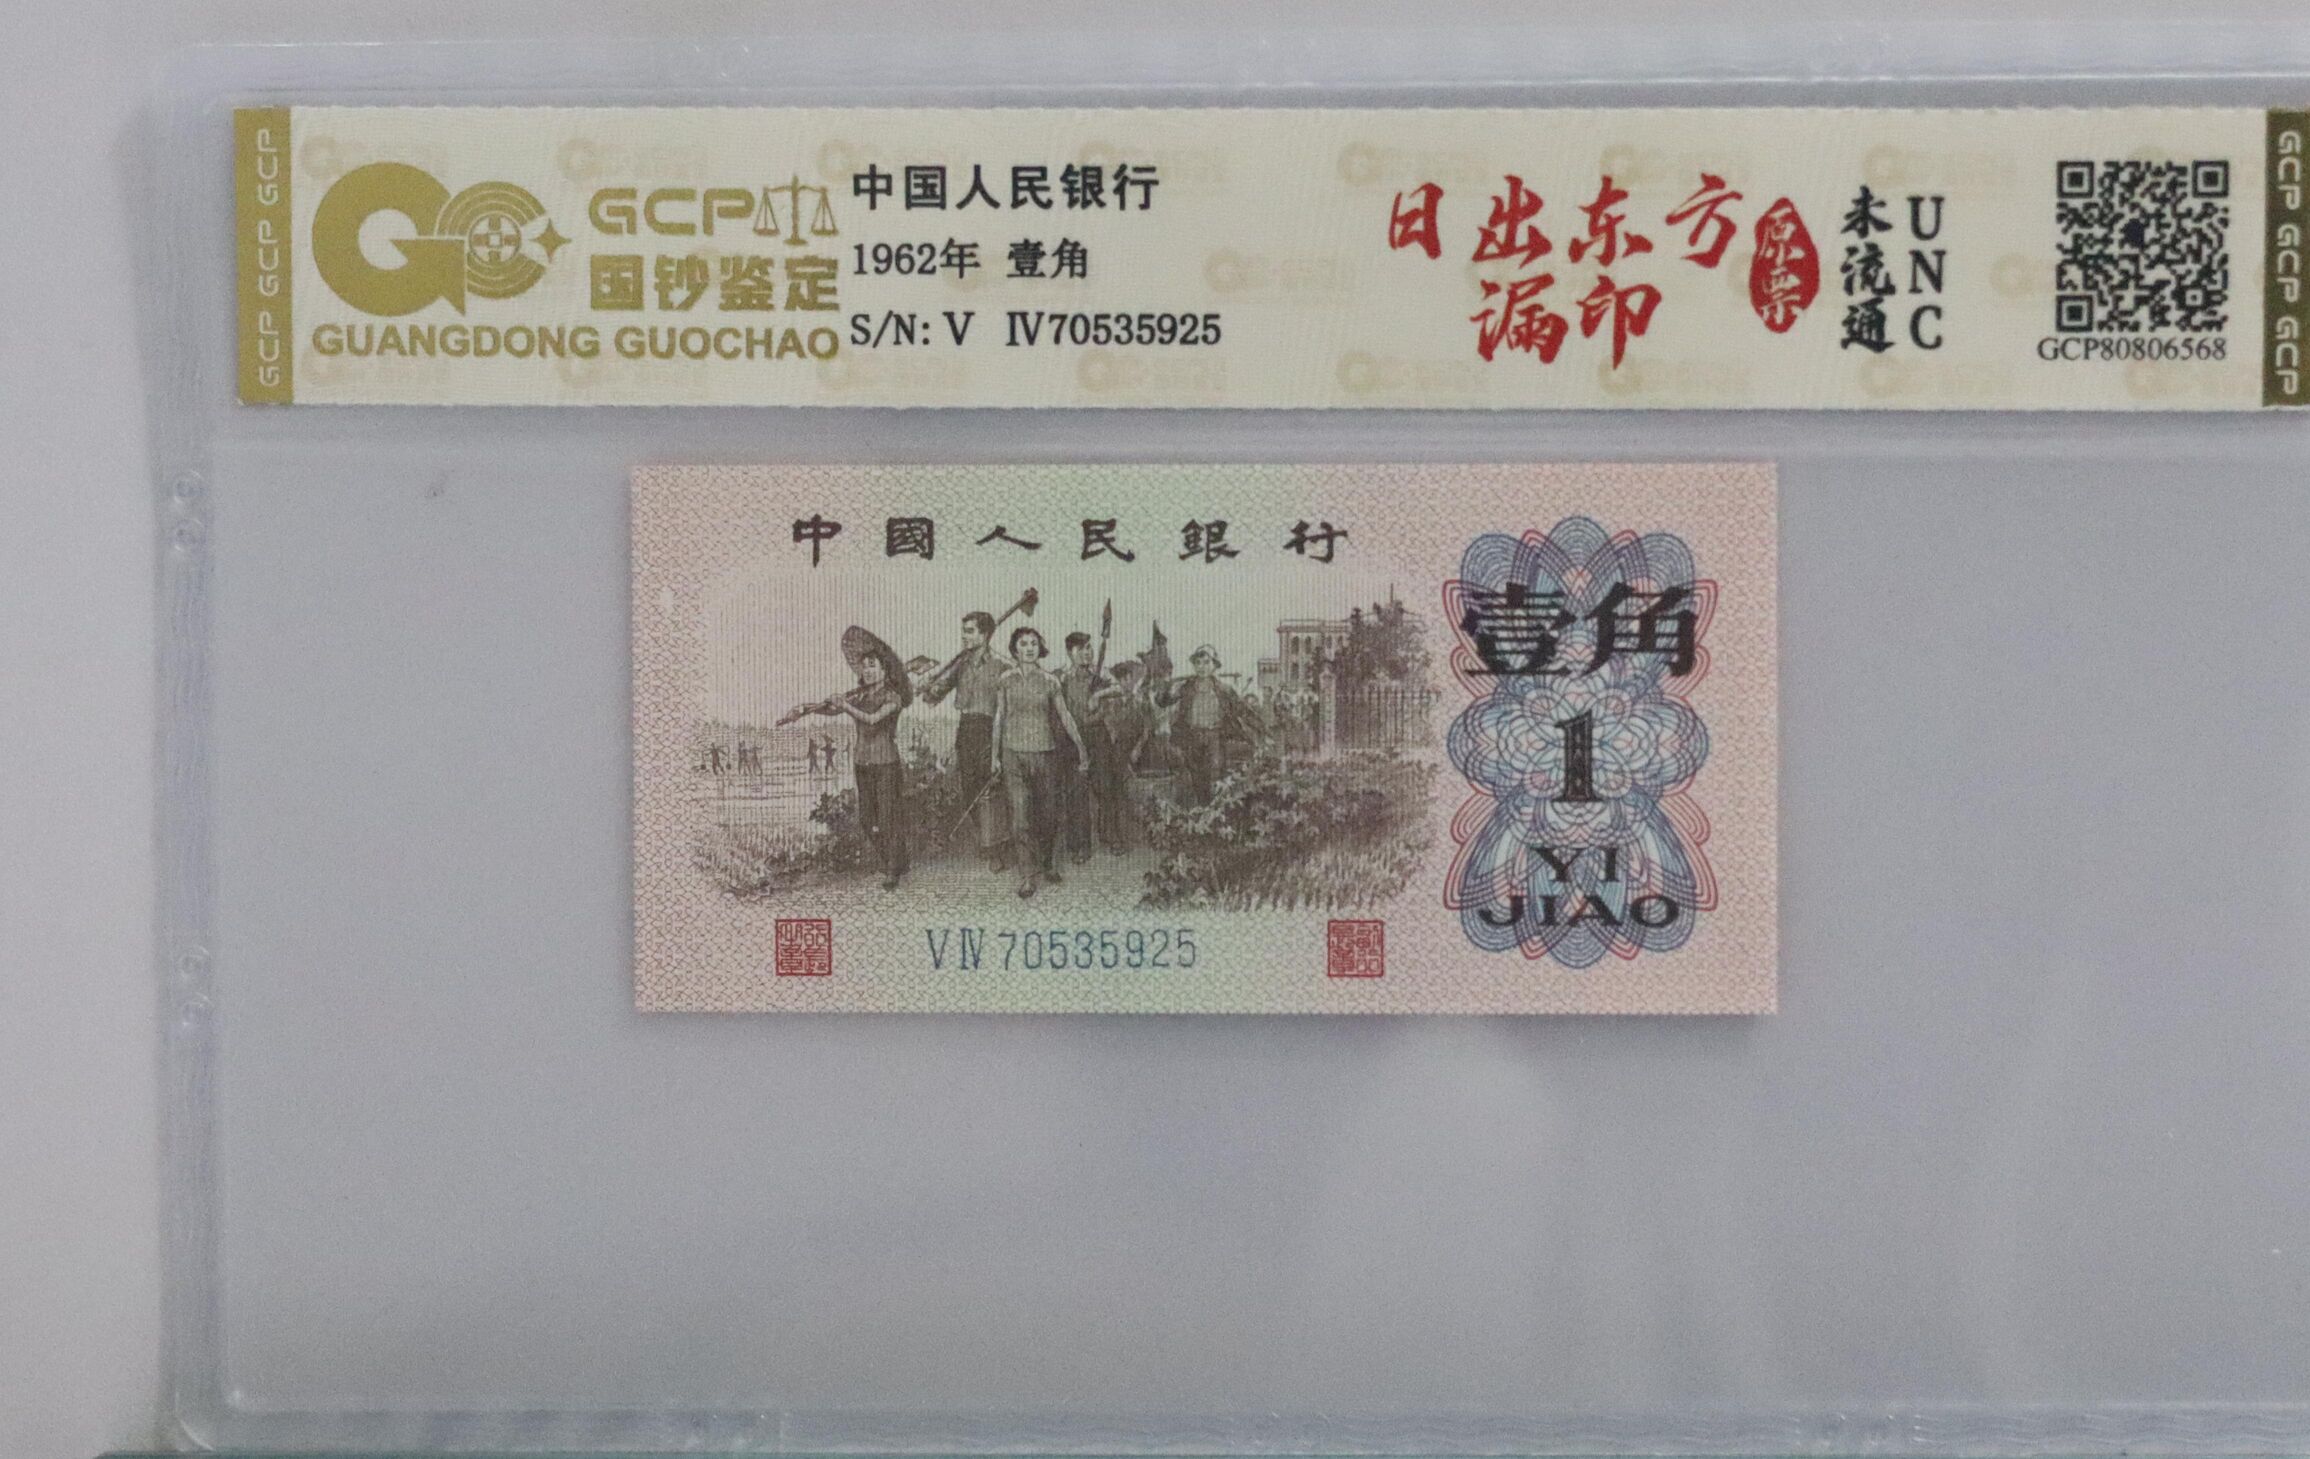 GCP GCP GCP
GCP
国钞鉴定
GUANGDONG GUOCHAO
中国人民银行
1962年 壹角
S/N: V IV70535925
日出东方
漏印
原票
未流通
UNC
GCP80806568
GCP GCP GCP
中國人民銀行
壹角
1
YI
JIAO
V IV 70535925